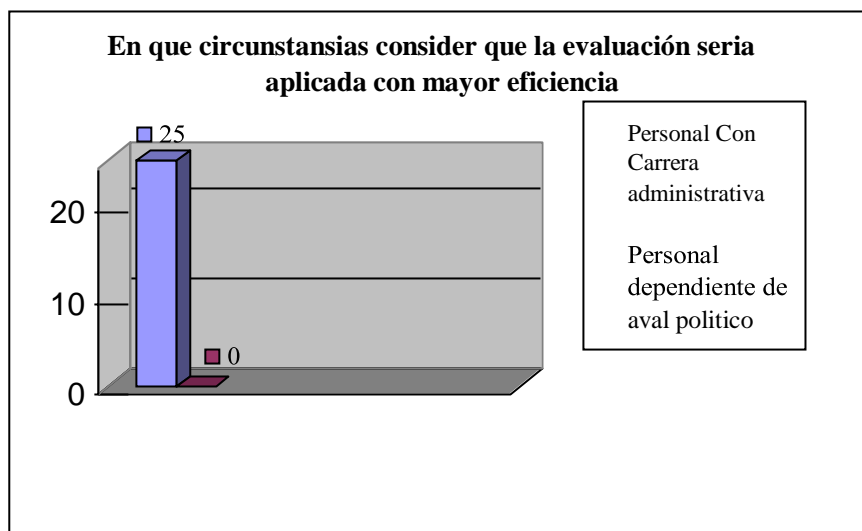 En que circunstansias consider que la evaluación seria
aplicada con mayor eficiencia
25
20
10
0
0
Personal Con
Carrera
administrativa
Personal
dependiente de
aval politico